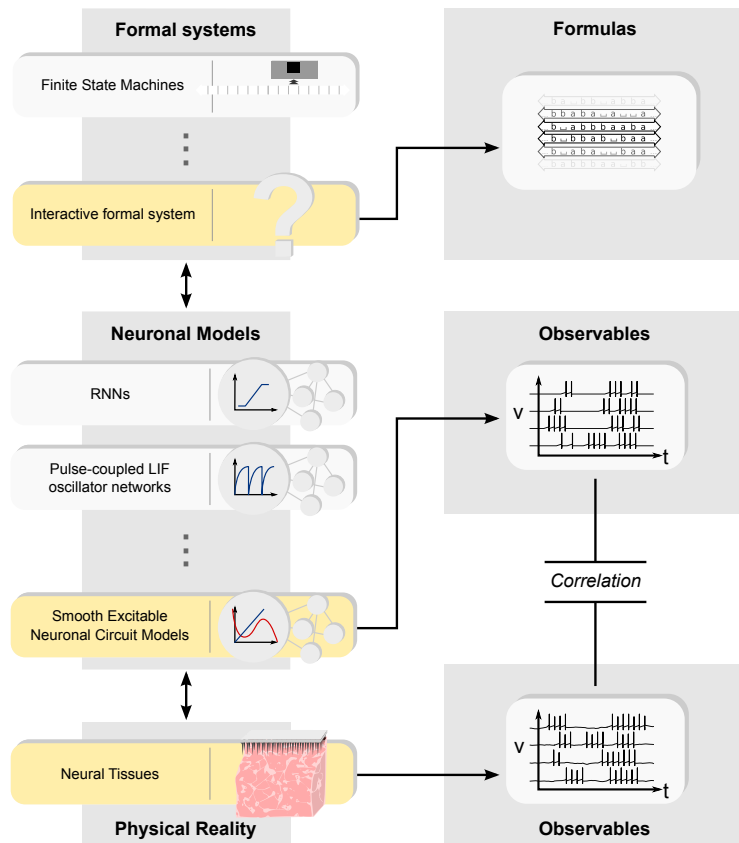 Formal systems
Finite State Machines
Interactive formal system
?
Formulas
Neuronal Models
RNNs
Pulse-coupled LIF
oscillator networks
Smooth Excitable
Neuronal Circuit Models
Observables
v
t
Correlation
Neural Tissues
Physical Reality
v
t
Observables